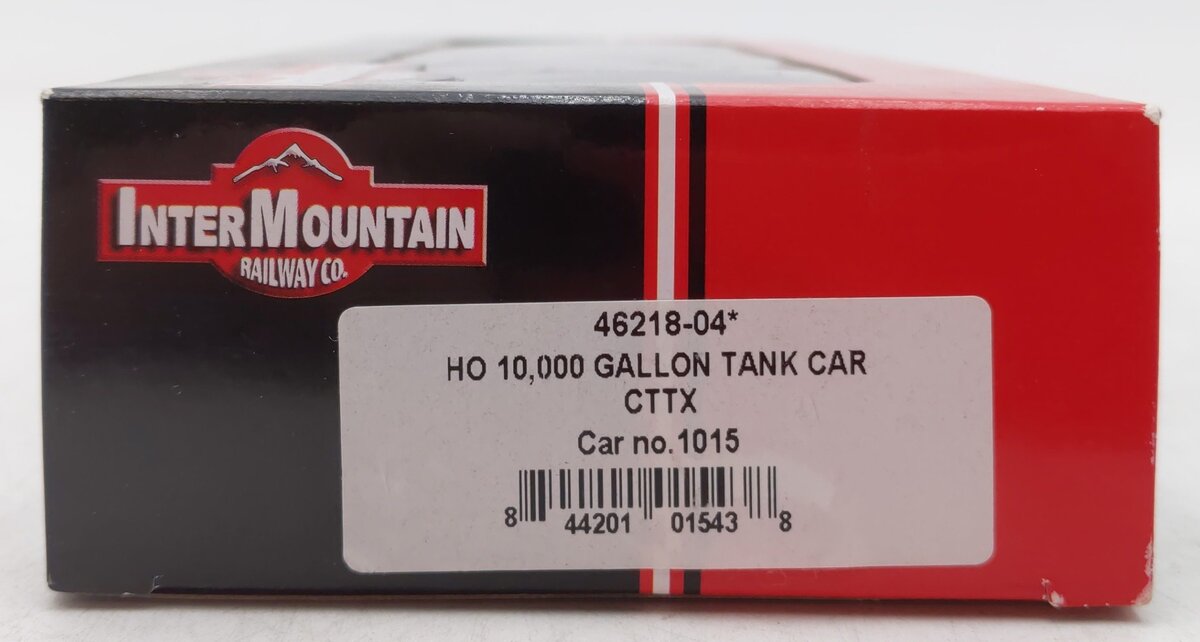 INTERMOUNTAIN
RAILWAY CO.
46218-04*
HO 10,000 GALLON TANK CAR
CTTX
Car no.1015
8 44201 01543 8